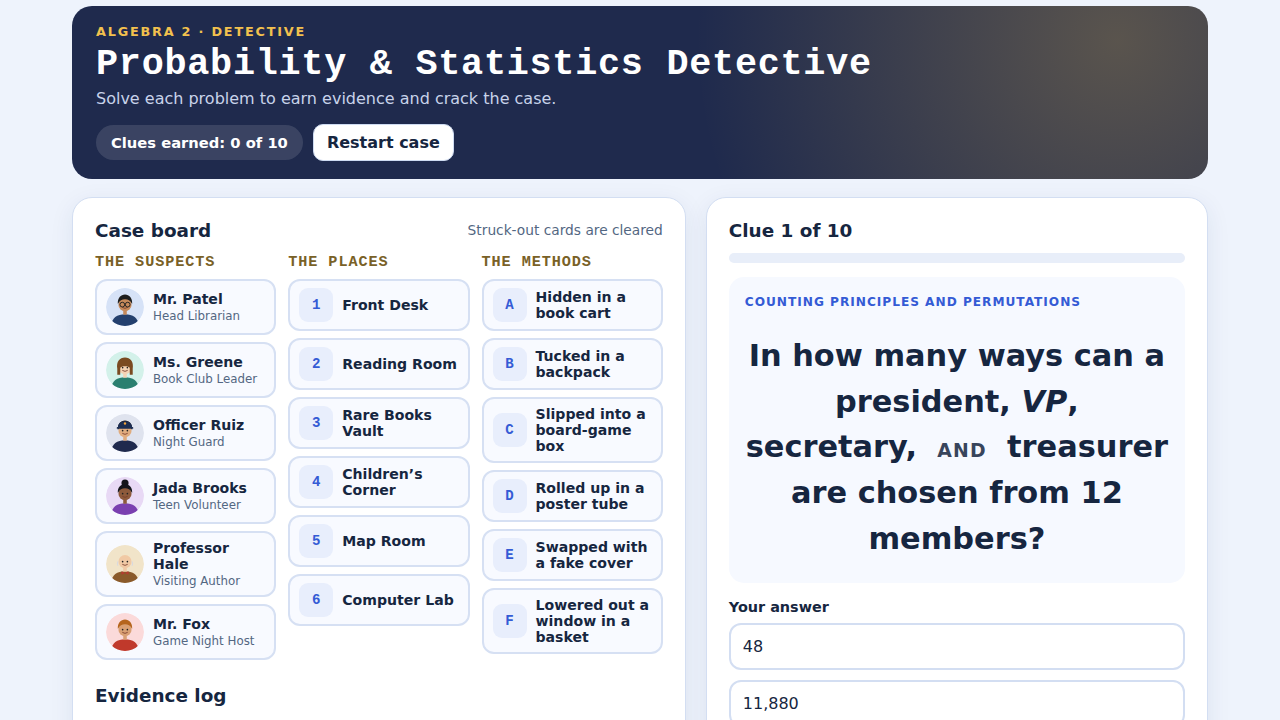 ALGEBRA 2 · DETECTIVE
Probability & Statistics Detective
Solve each problem to earn evidence and crack the case.
Clues earned: 0 of 10
Restart case
Case board
Struck-out cards are cleared
THE SUSPECTS
Mr. Patel
Head Librarian
Ms. Greene
Book Club Leader
Officer Ruiz
Night Guard
Jada Brooks
Teen Volunteer
Professor
Hale
Visiting Author
Mr. Fox
Game Night Host
THE PLACES
1 Front Desk
2 Reading Room
3 Rare Books
Vault
4 Children’s
Corner
5 Map Room
6 Computer Lab
THE METHODS
A Hidden in a
book cart
B Tucked in a
backpack
C Slipped into a
board-game
box
D Rolled up in a
poster tube
E Swapped with
a fake cover
F Lowered out a
window in a
basket
Evidence log
Clue 1 of 10
COUNTING PRINCIPLES AND PERMUTATIONS
In how many ways can a
president, VP,
secretary, AND treasurer
are chosen from 12
members?
Your answer
48
11,880